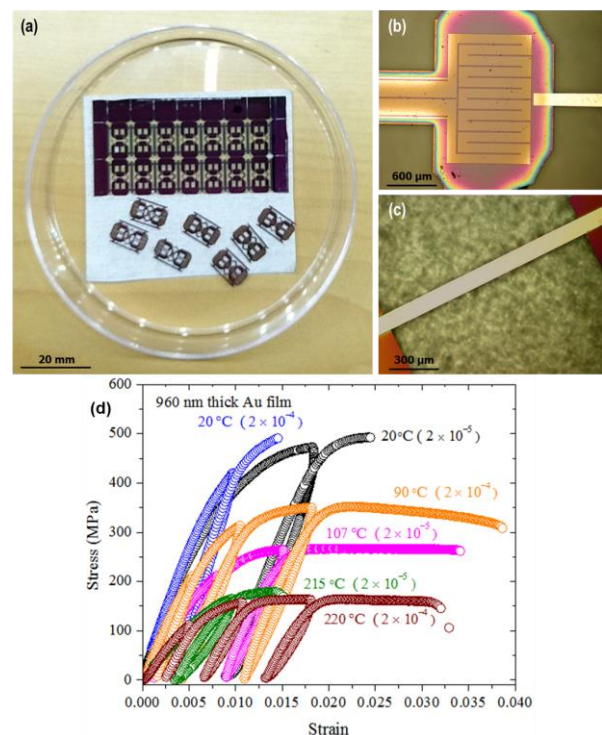 (a)
20 mm
(b)
600 µm
(c)
300 µm
(d)
960 nm thick Au film
20 °C ( 2 × 10⁻⁴)
20°C ( 2 × 10⁻⁵)
90 °C ( 2 × 10⁻⁴)
107 °C ( 2 × 10⁻⁵)
215 °C ( 2 × 10⁻⁵)
220 °C ( 2 × 10⁻⁴)
Stress (MPa)
600
500
400
300
200
100
0
0.000 0.005 0.010 0.015 0.020 0.025 0.030 0.035 0.040
Strain